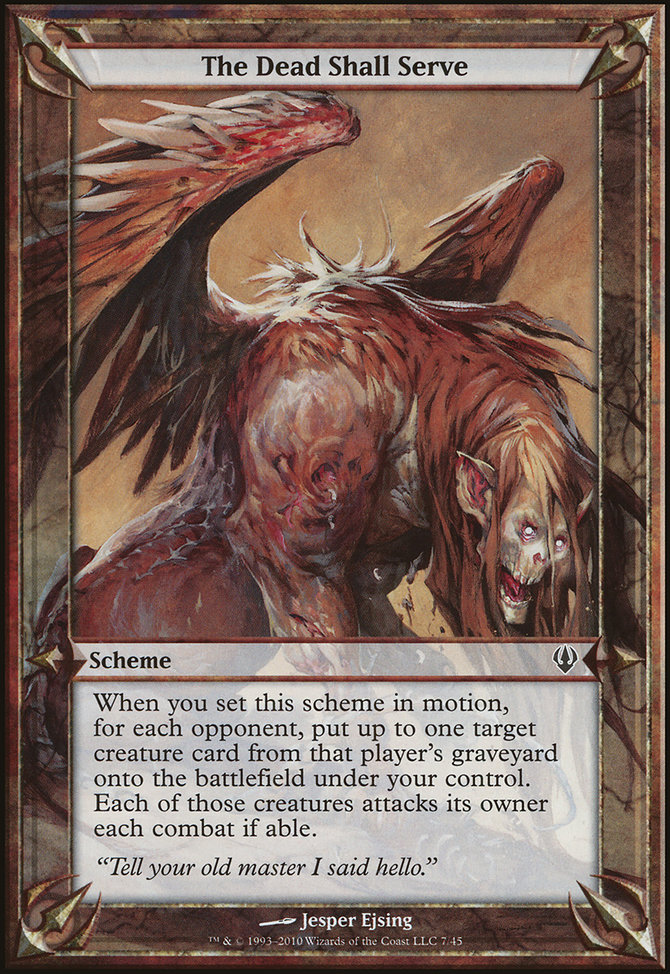 The Dead Shall Serve
Scheme
When you set this scheme in motion,
for each opponent, put up to one target
creature card from that player's graveyard
onto the battlefield under your control.
Each of those creatures attacks its owner
each combat if able.
“Tell your old master I said hello.”
Jesper Ejsing
™ & © 1993–2010 Wizards of the Coast LLC 7/45